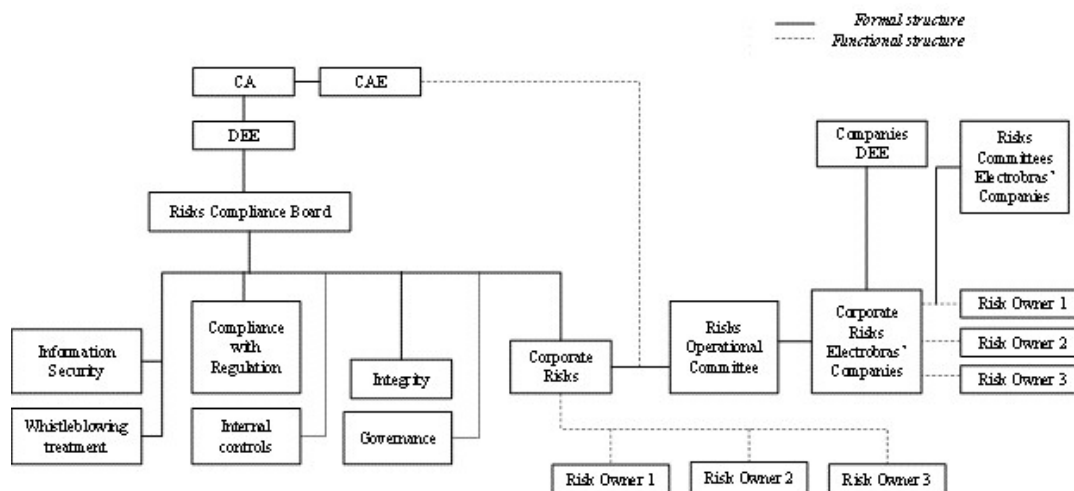 Formal structure
Functional structure
CA
CAE
DEE
Companies
DEE
Risks
Committees
Electrobras'
Companies
Risks Compliance Board
Information
Security
Compliance
with
Regulation
Integrity
Corporate
Risks
Risks
Operational
Committee
Corporate
Risks
Electrobras'
Companies
Risk Owner 1
Risk Owner 2
Risk Owner 3
Whistleblowing
treatment
Internal
controls
Governance
Risk Owner 1
Risk Owner 2
Risk Owner 3